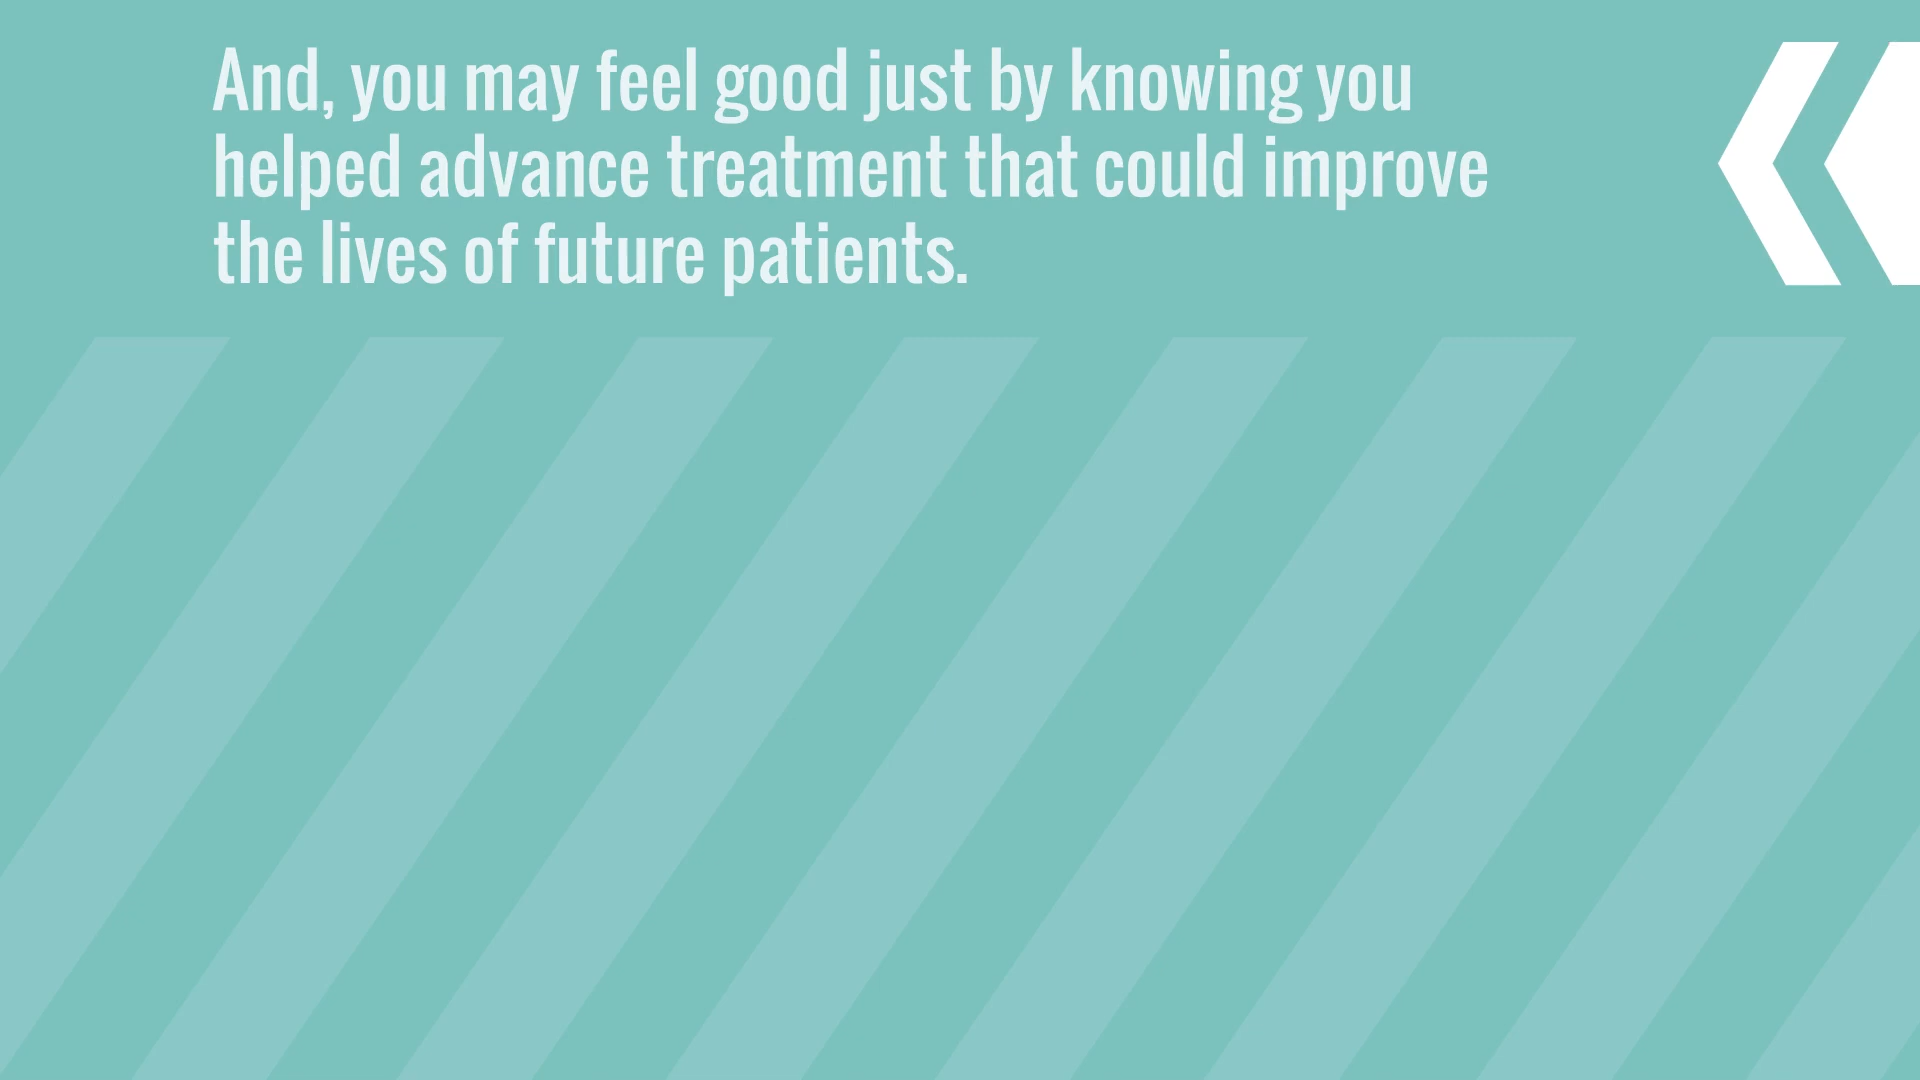 And, you may feel good just by knowing you
helped advance treatment that could improve
the lives of future patients.